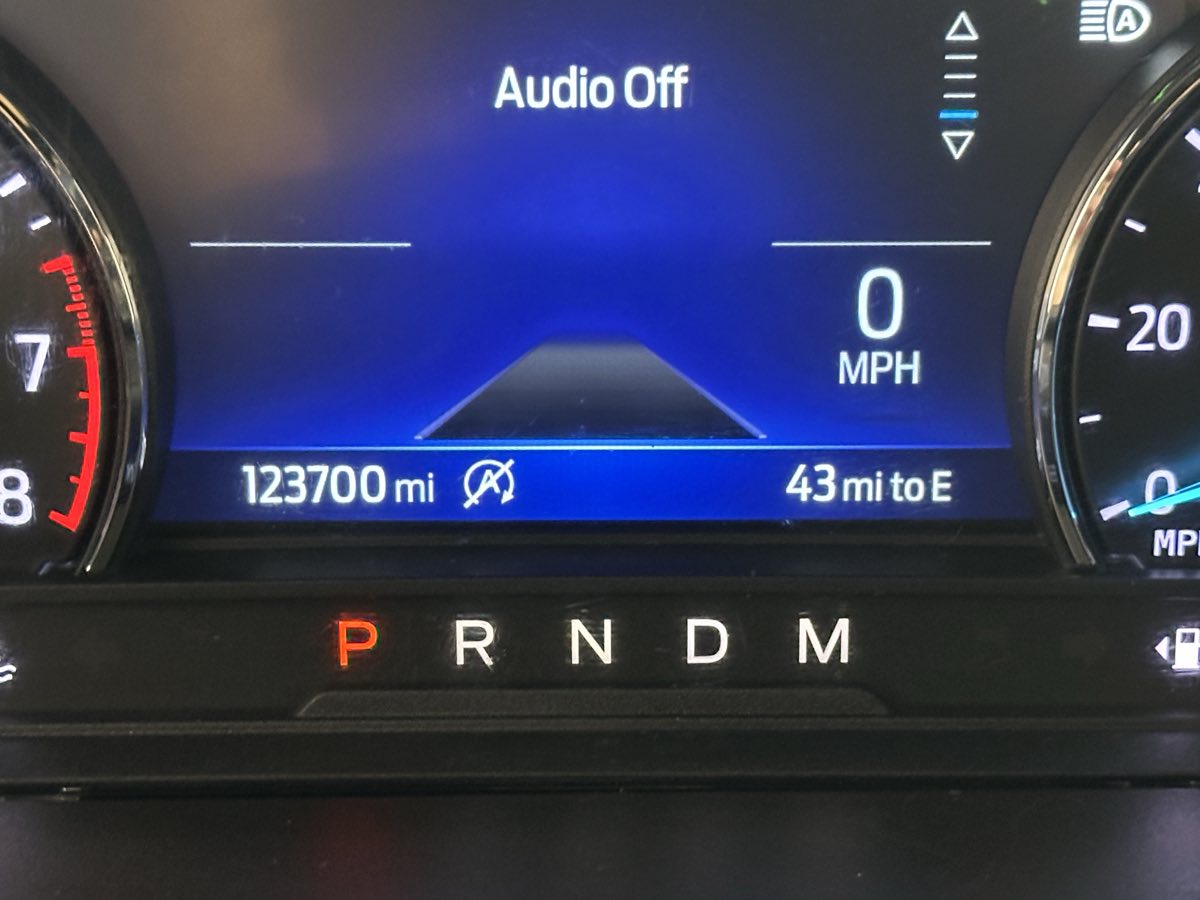 Audio Off
A
7
20
0
MPH
8
123700 mi
A
43 mi to E
0
P R N D M